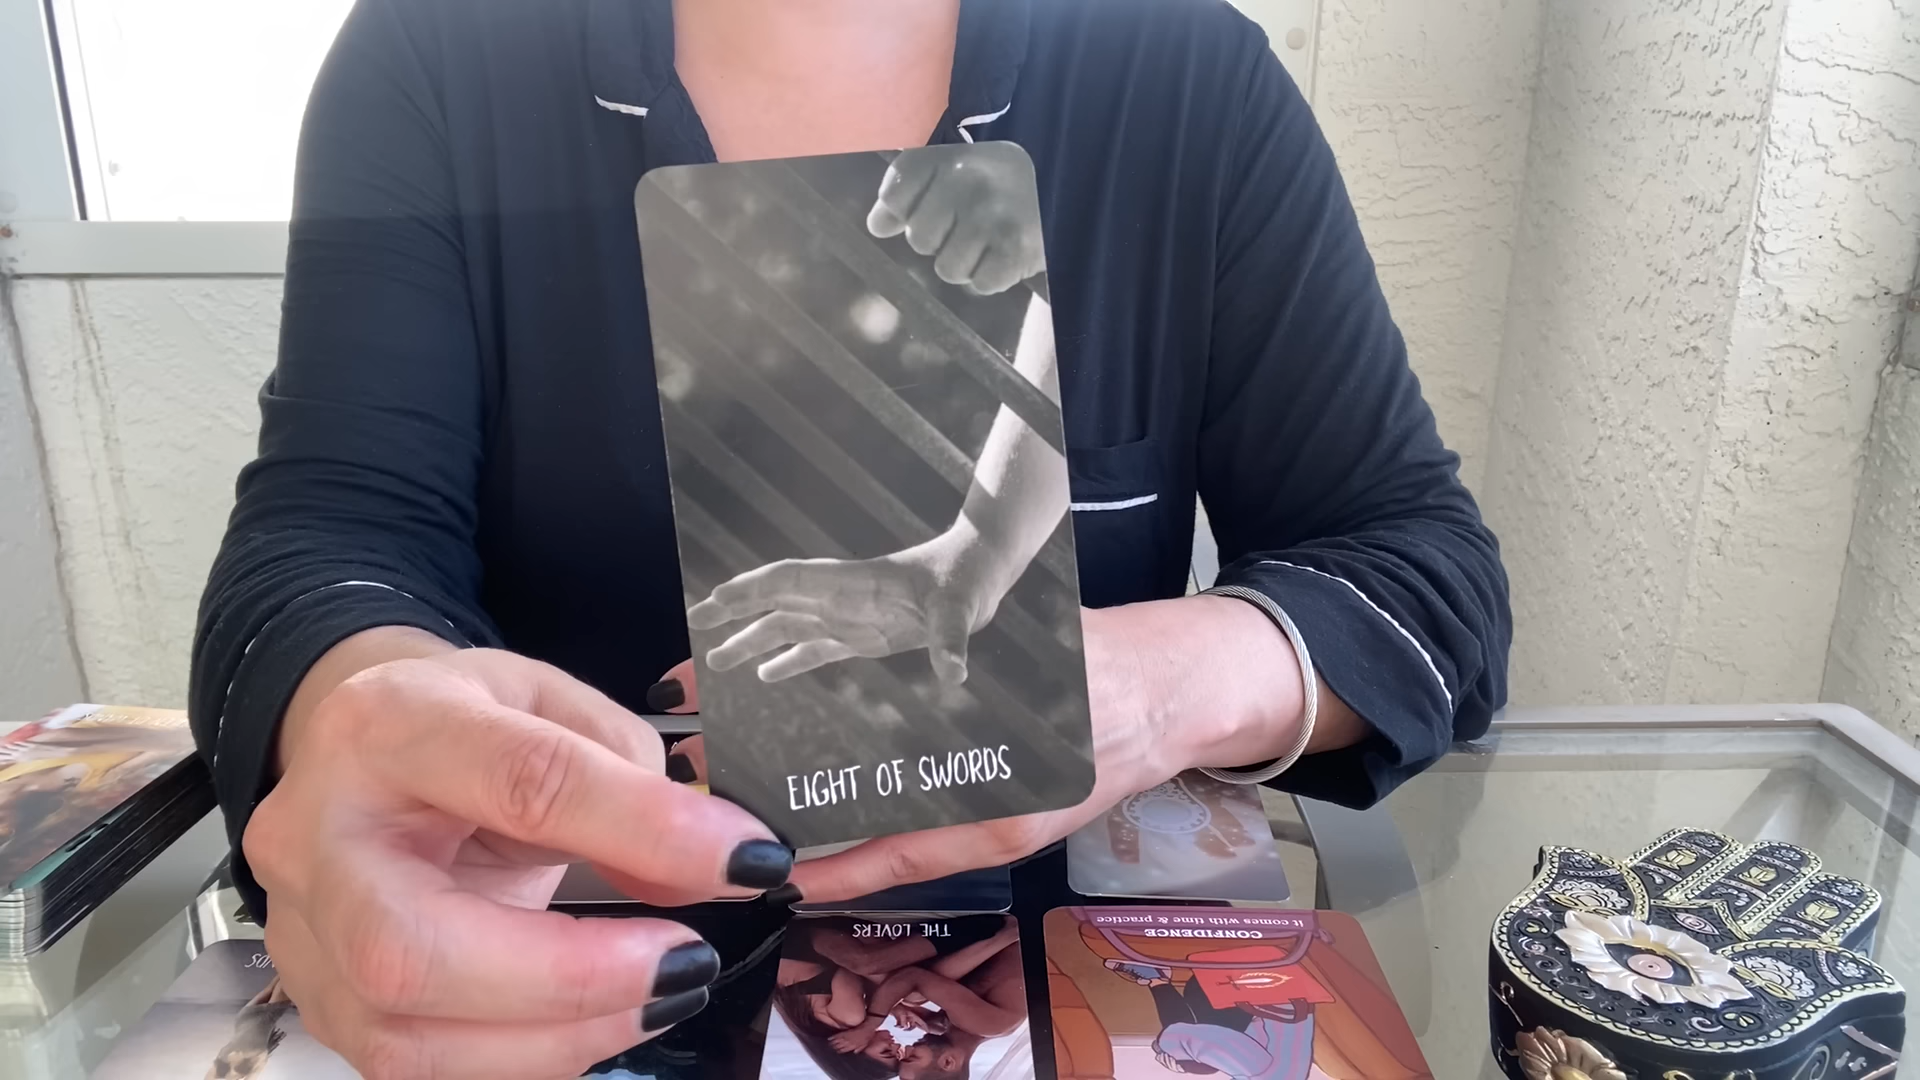 EIGHT OF SWORDS
THE LOVERS
CONFIDENCE
It comes with time & practice